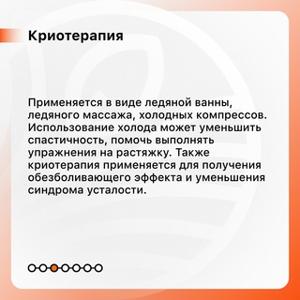 Криотерапия
Применяется в виде ледяной ванны,
ледяного массажа, холодных компрессов.
Использование холода может уменьшить
спастичность, помочь выполнять
упражнения на растяжку. Также
криотерапия применяется для получения
обезболивающего эффекта и уменьшения
синдрома усталости.